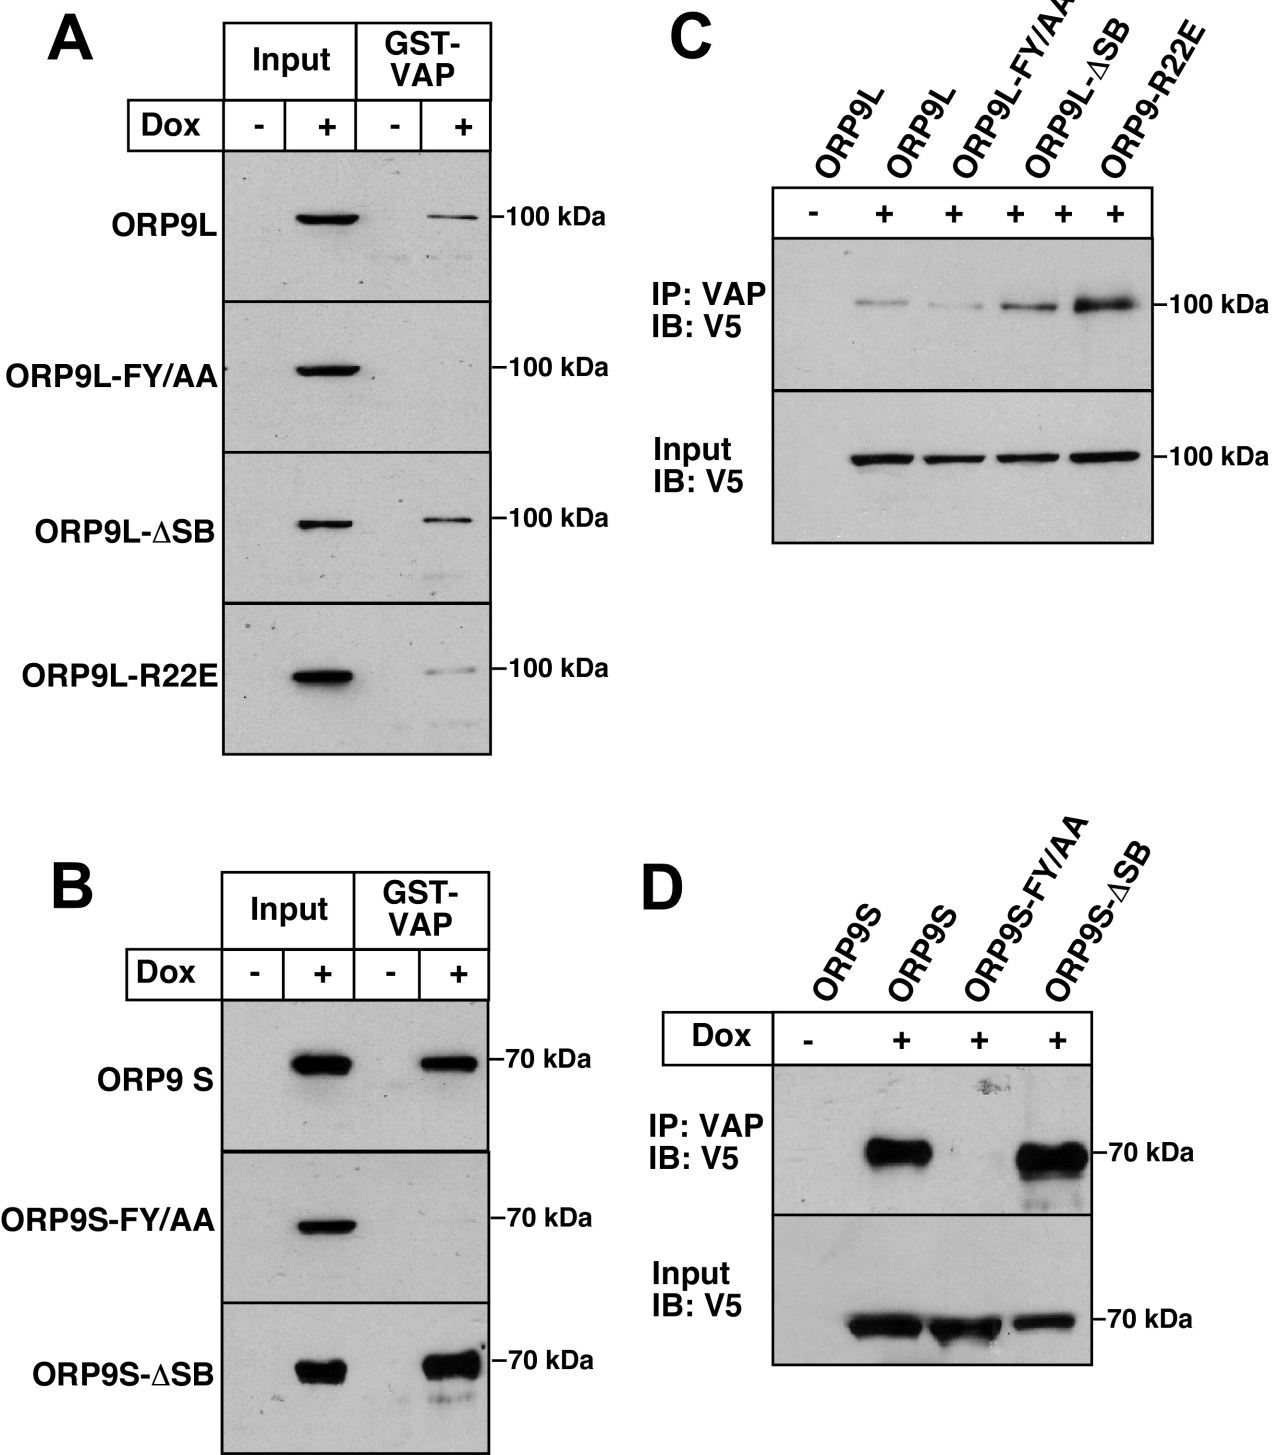 A
Input
GST-
VAP
Dox - + - +
ORP9L
100 kDa
ORP9L-FY/AA
100 kDa
ORP9L-ΔSB
100 kDa
ORP9L-R22E
100 kDa
B
Input
GST-
VAP
Dox - + - +
ORP9 S
70 kDa
ORP9S-FY/AA
70 kDa
ORP9S-ΔSB
70 kDa
C
ORP9L
ORP9L
ORP9L-FY/AA
ORP9L-ΔSB
ORP9-R22E
- + + + + +
IP: VAP
IB: V5
100 kDa
Input
IB: V5
100 kDa
D
ORP9S
ORP9S
ORP9S-FY/AA
ORP9S-ΔSB
Dox - + + +
IP: VAP
IB: V5
70 kDa
Input
IB: V5
70 kDa